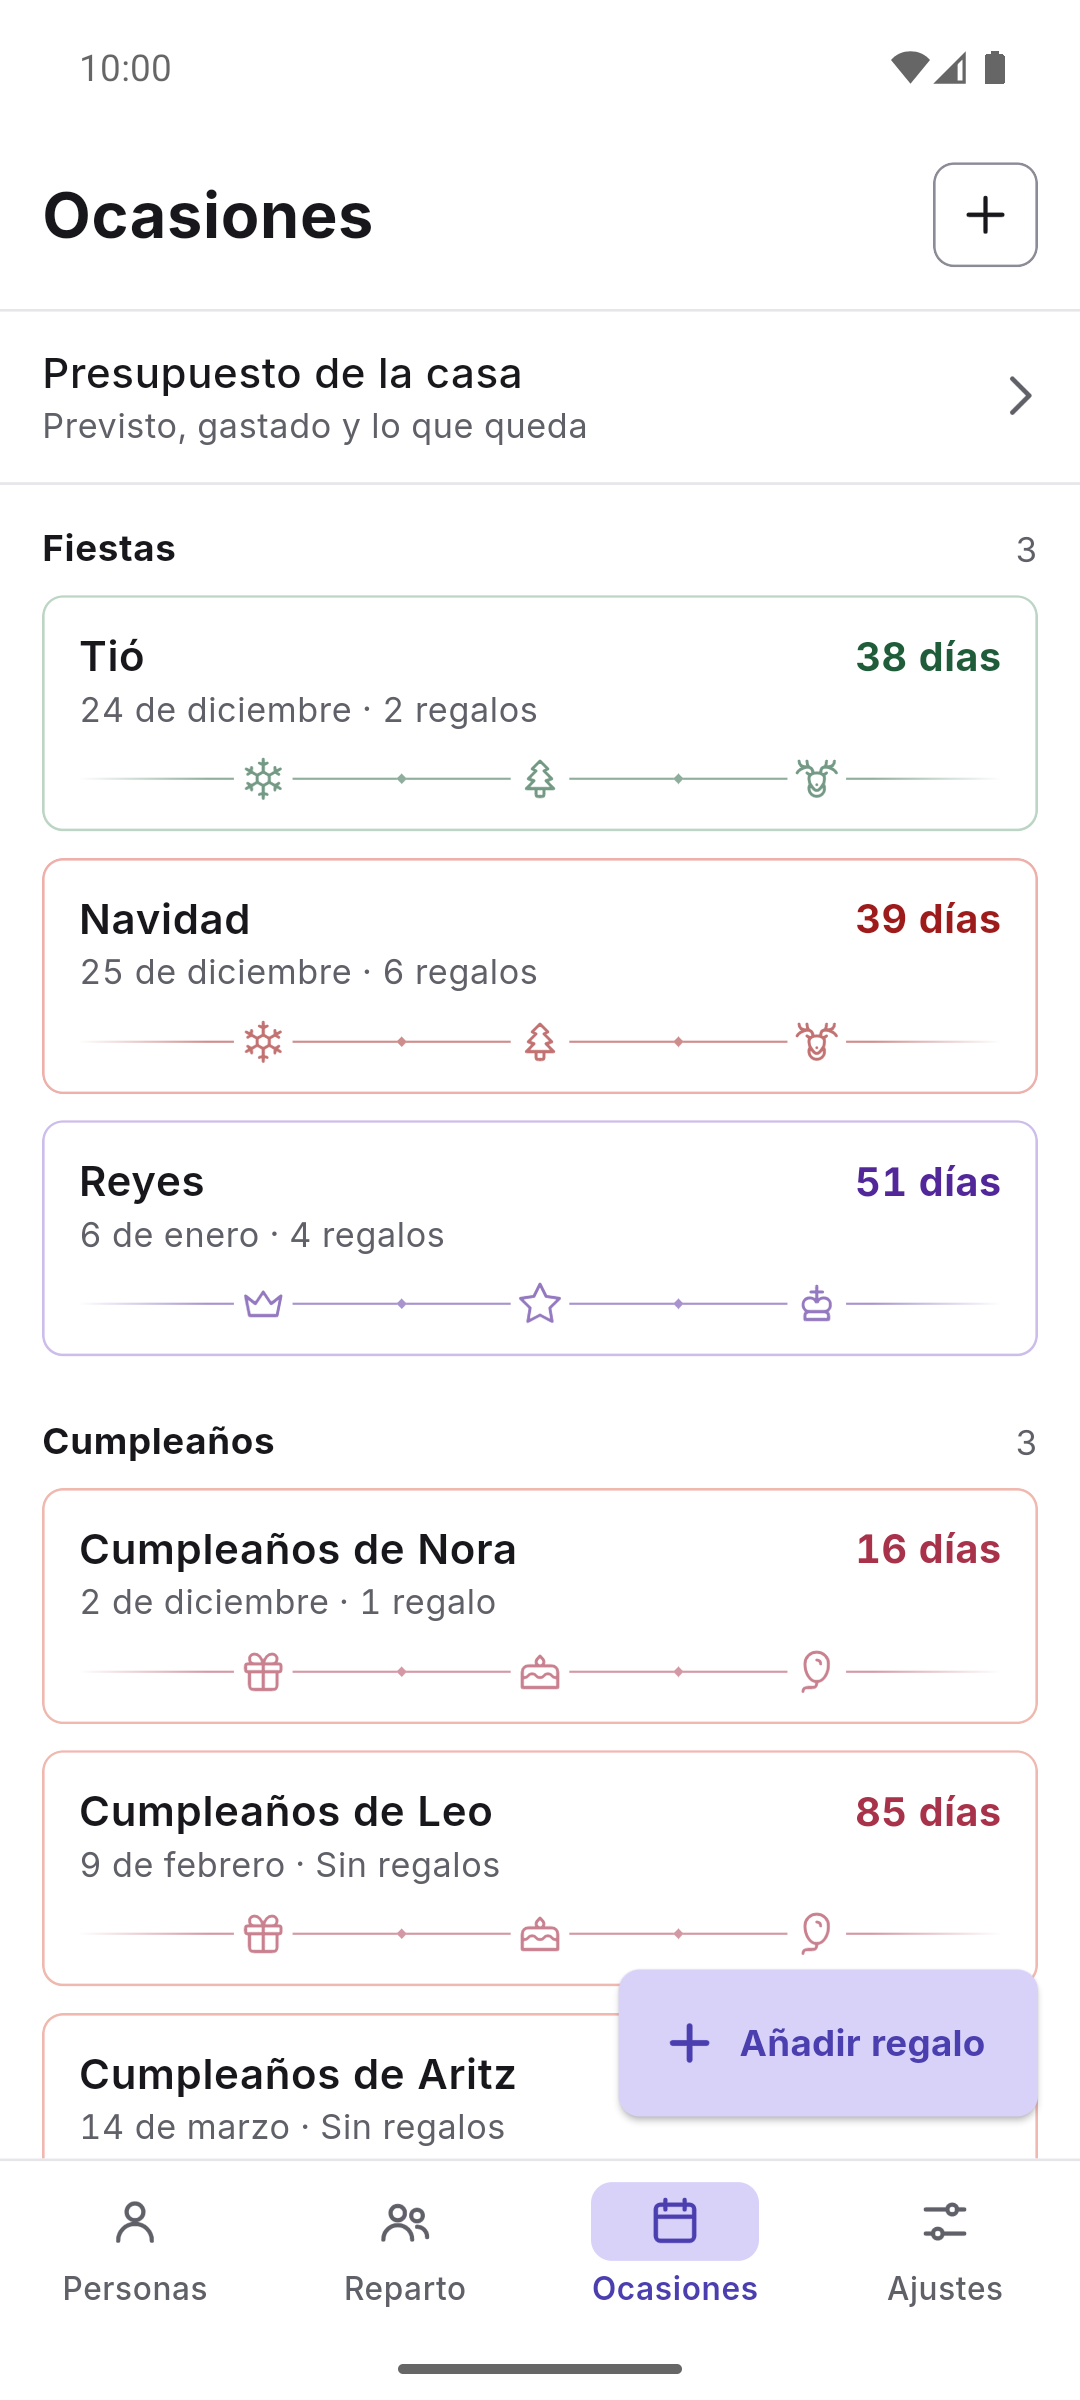 10:00
Ocasiones
Presupuesto de la casa
Previsto, gastado y lo que queda
Fiestas 3
Tió 38 días
24 de diciembre · 2 regalos
Navidad 39 días
25 de diciembre · 6 regalos
Reyes 51 días
6 de enero · 4 regalos
Cumpleaños 3
Cumpleaños de Nora 16 días
2 de diciembre · 1 regalo
Cumpleaños de Leo 85 días
9 de febrero · Sin regalos
Añadir regalo
Cumpleaños de Aritz
14 de marzo · Sin regalos
Personas Reparto Ocasiones Ajustes